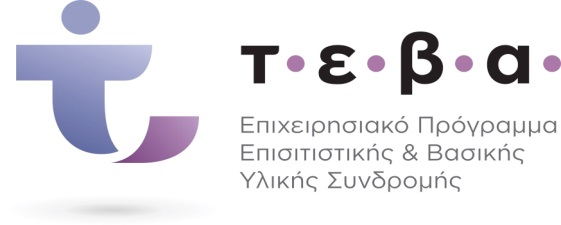 τ•ε•β•α•
Επιχειρησιακό Πρόγραμμα
Επισιτιστικής & Βασικής
Υλικής Συνδρομής